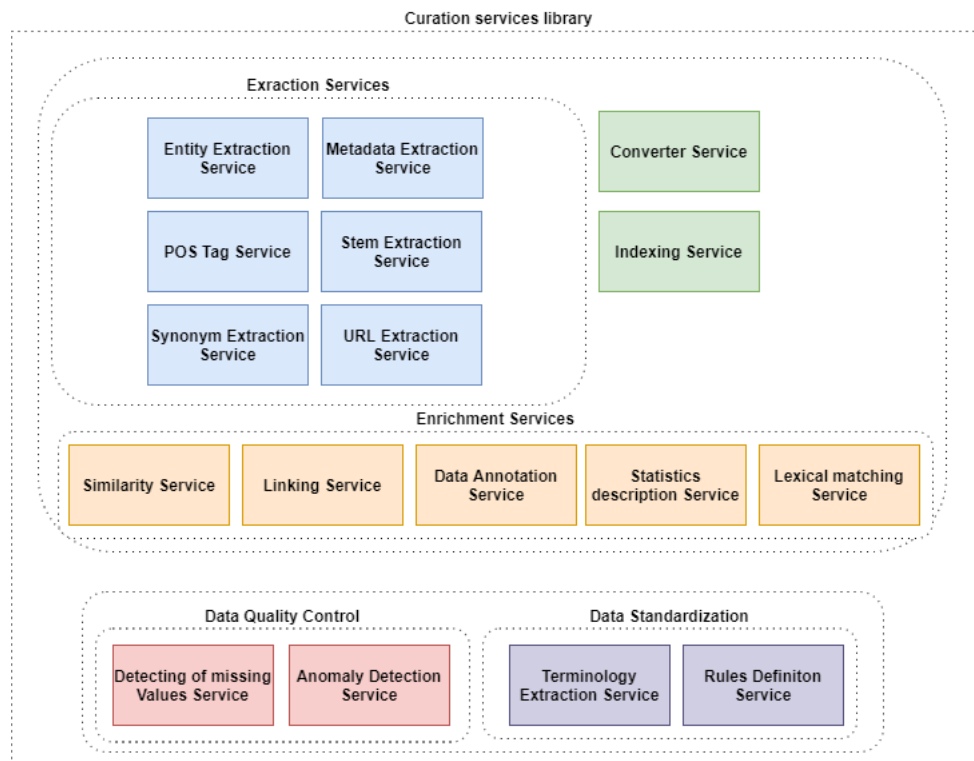 Curation services library
Exraction Services
Entity Extraction
Service
Metadata Extraction
Service
Converter Service
POS Tag Service
Stem Extraction
Service
Indexing Service
Synonym Extraction
Service
URL Extraction
Service
Enrichment Services
Similarity Service
Linking Service
Data Annotation
Service
Statistics
description Service
Lexical matching
Service
Data Quality Control
Data Standardization
Detecting of missing
Values Service
Anomaly Detection
Service
Terminology
Extraction Service
Rules Definiton
Service